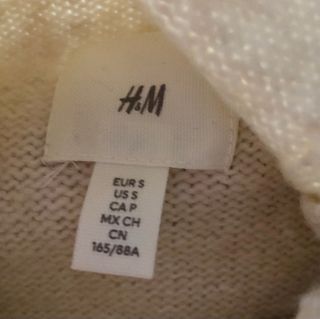 H&M
EUR S
US S
CA P
MX CH
CN
165/88A